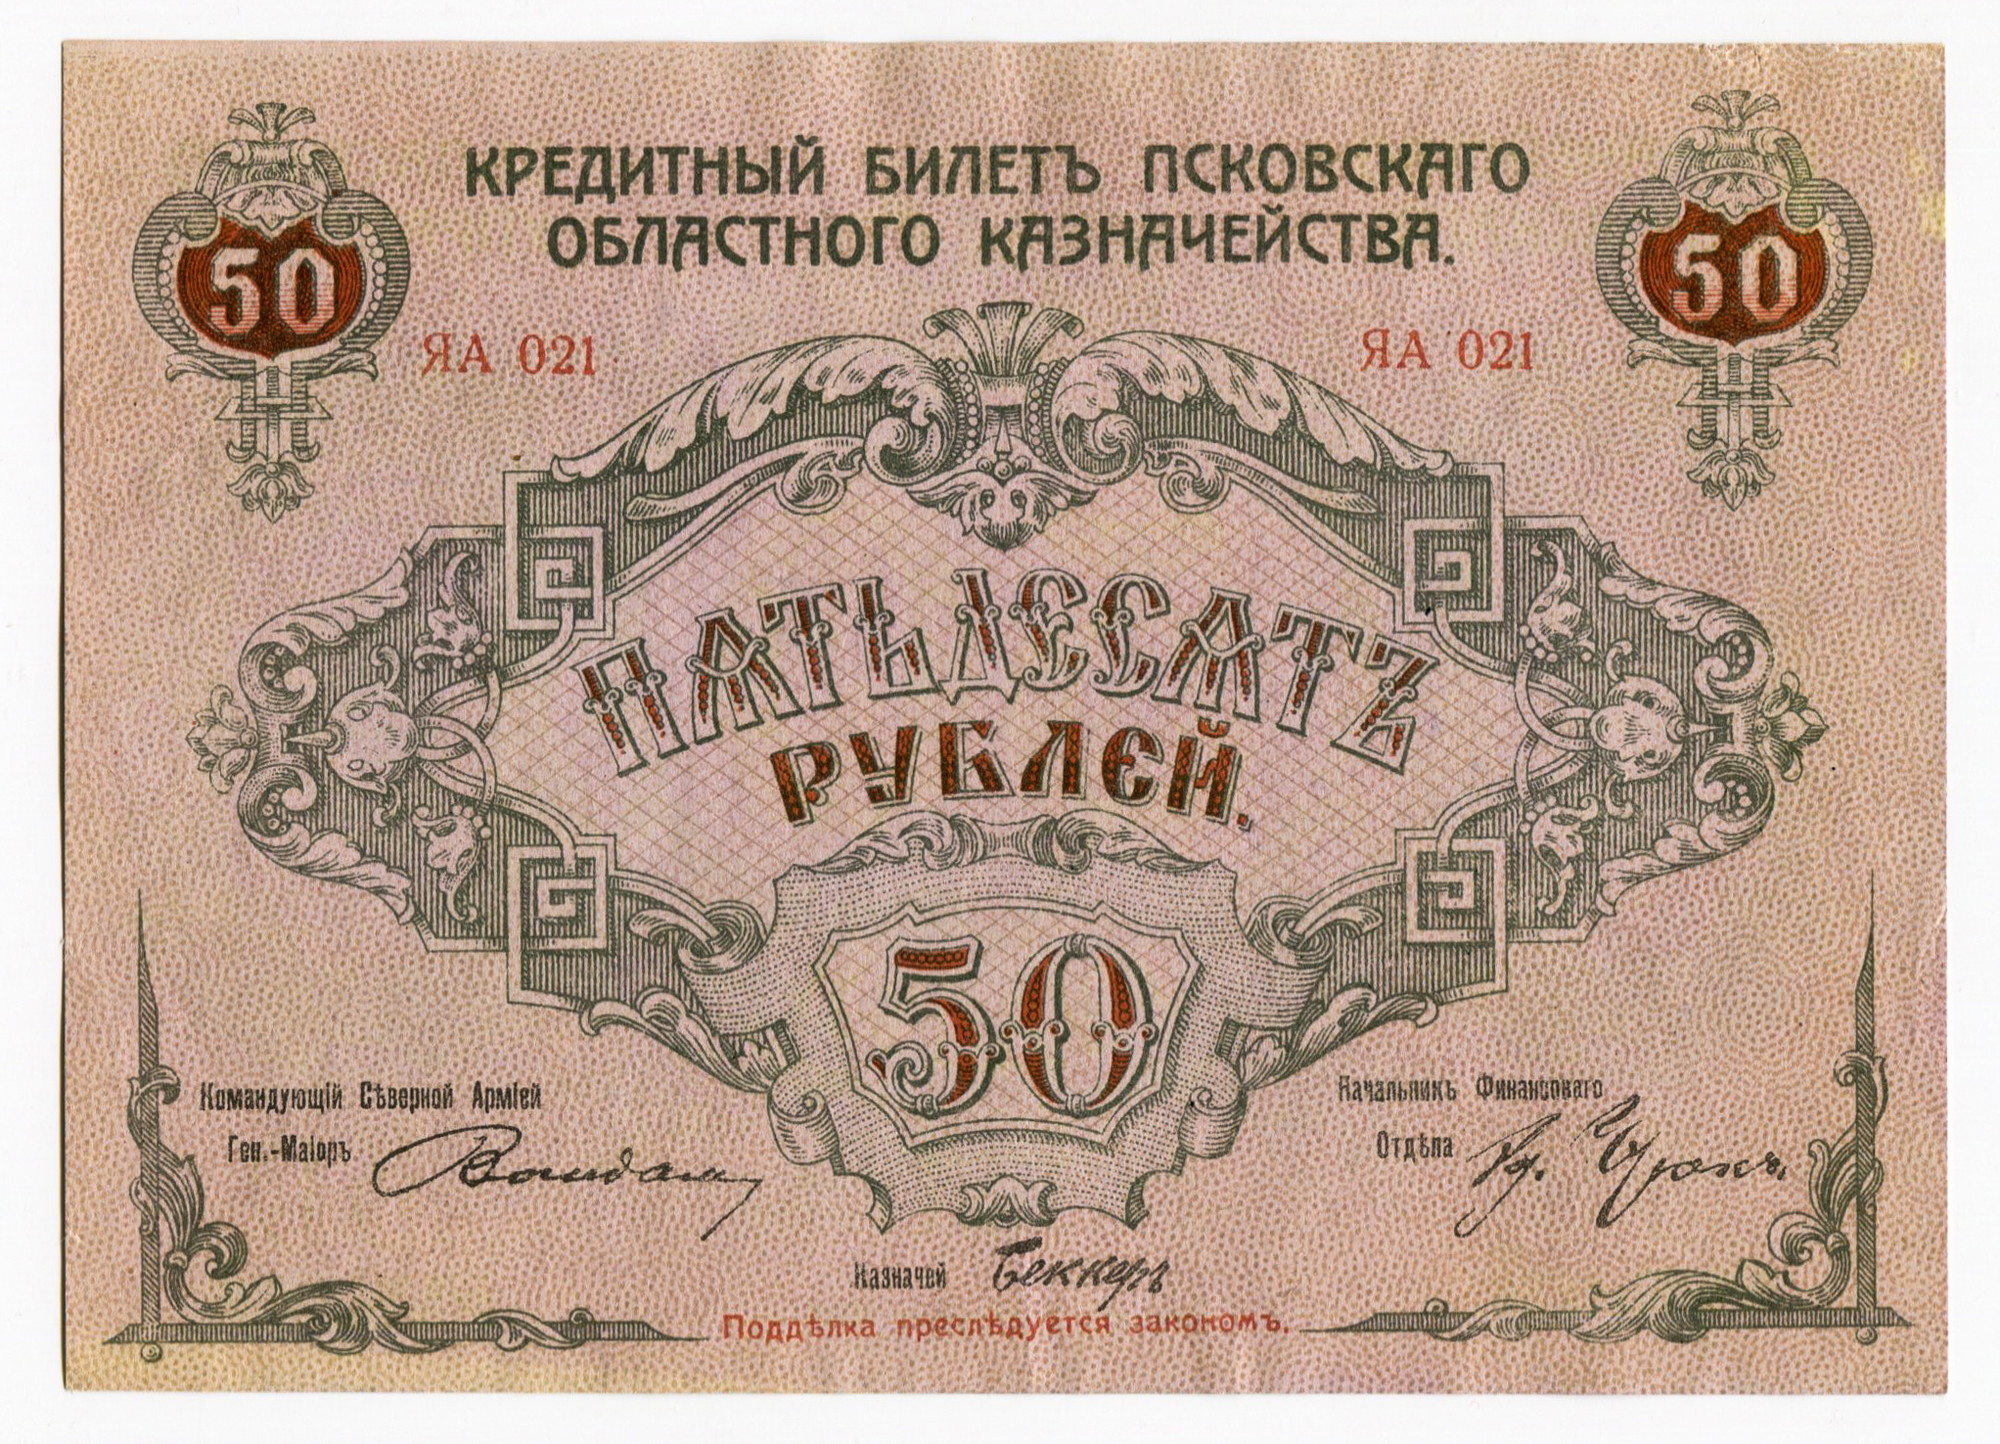 КРЕДИТНЫЙ БИЛЕТЪ ПСКОВСКАГО
ОБЛАСТНОГО КАЗНАЧЕЙСТВА.
50
50
ЯА 021
ЯА 021
ПЯТЬДЕСЯТЪ
РУБЛЕЙ.
50
Командующій Сѣверной Арміей
Ген.-Маіоръ
Начальникъ Финансоваго
Отдѣла
Казначей Беккеръ
Поддѣлка преслѣдуется закономъ.